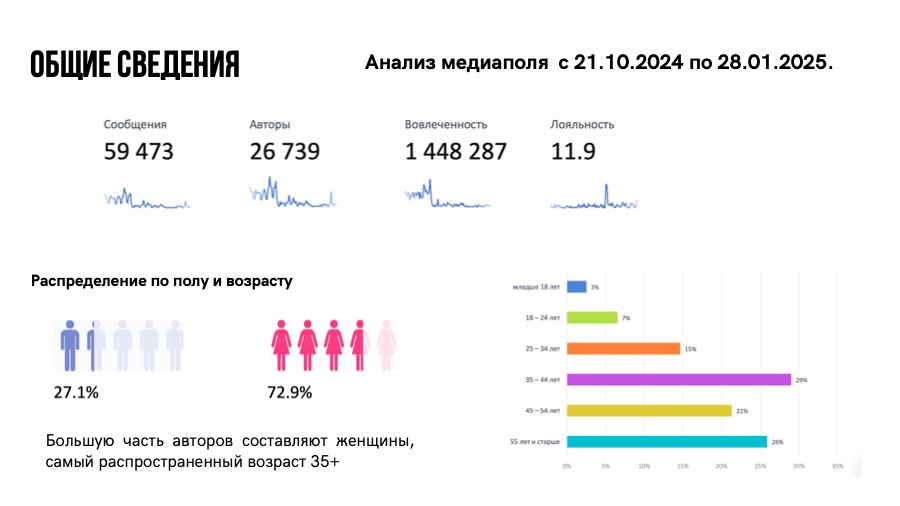 ОБЩИЕ СВЕДЕНИЯ
Анализ медиаполя с 21.10.2024 по 28.01.2025.
Сообщения
59 473
Авторы
26 739
Вовлеченность
1 448 287
Лояльность
11.9
Распределение по полу и возрасту
27.1%
72.9%
Большую часть авторов составляют женщины,
самый распространенный возраст 35+
младше 18 лет 3%
18 – 24 лет 7%
25 – 34 лет 15%
35 – 44 лет 29%
45 – 54 лет 21%
55 лет и старше 26%
0% 5% 10% 15% 20% 25% 30% 35%